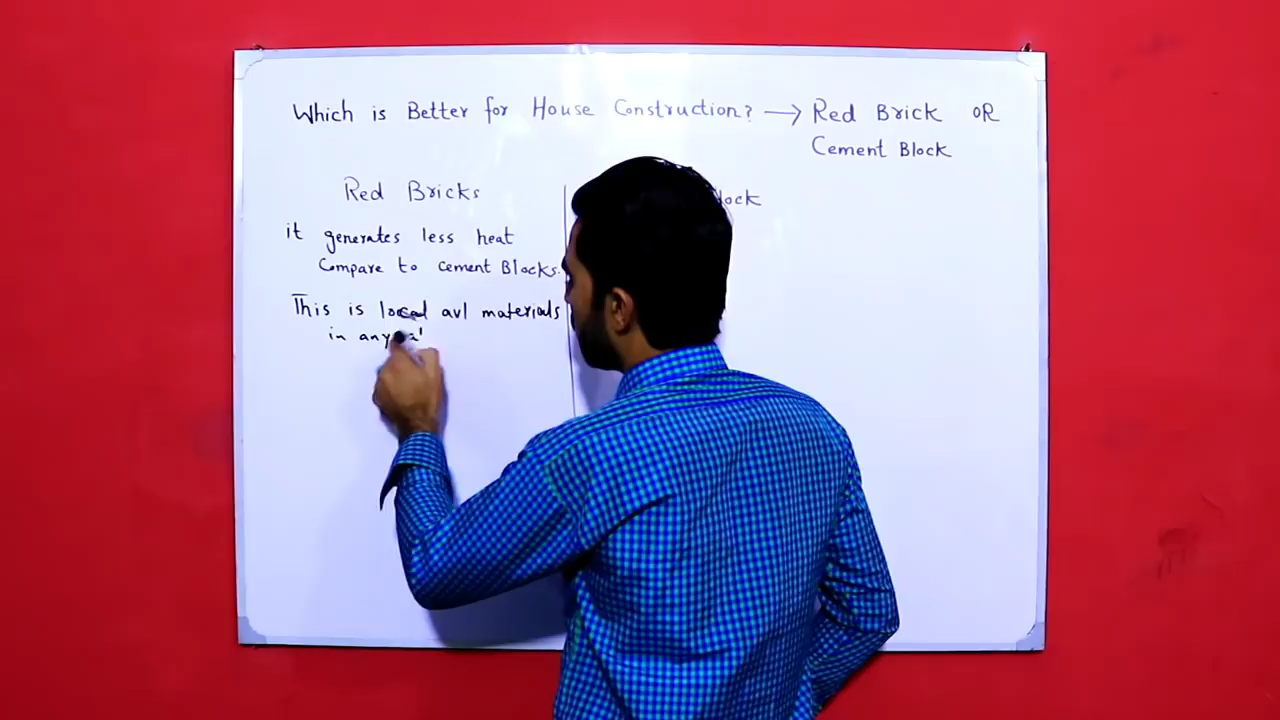 Which is Better for House Construction? → Red Brick OR
Cement Block
Red Bricks
it generates less heat
Compare to cement Blocks.
This is local avl materials
in any